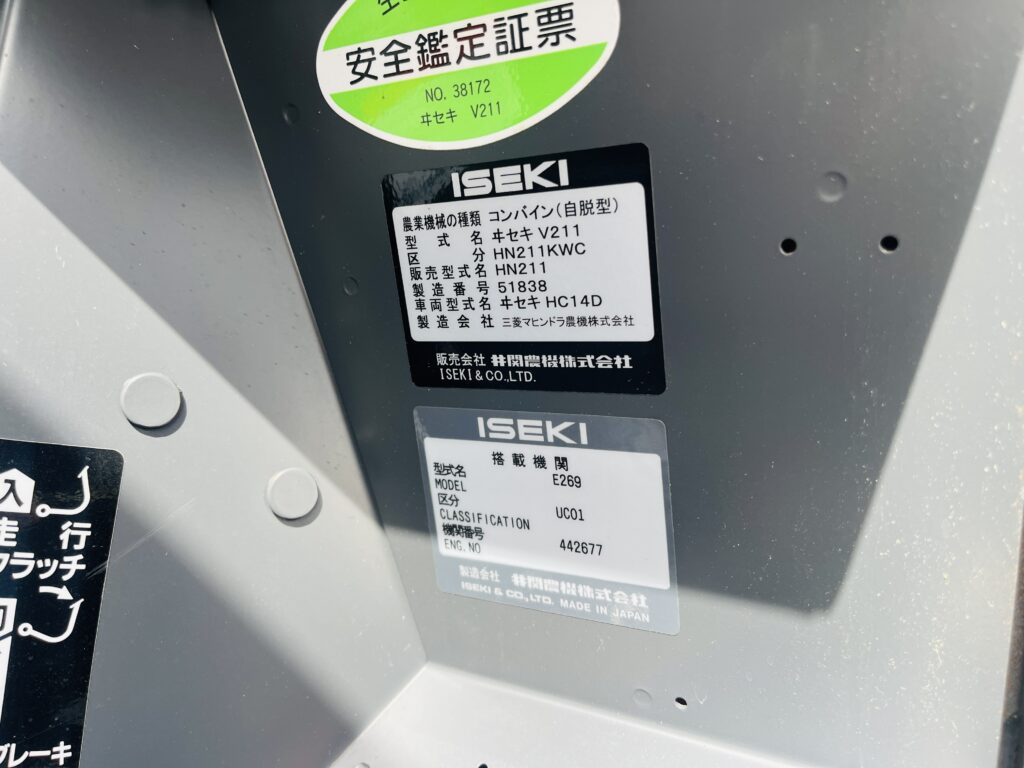 安全鑑定証票
NO. 38172
ヰセキ V211
ISEKI
農業機械の種類 コンバイン(自脱型)
型式名 ヰセキ V211
区分 HN211KWC
販売型式名 HN211
製造番号 51838
車両型式名 ヰセキ HC14D
製造会社 三菱マヒンドラ農機株式会社
販売会社 井関農機株式会社
ISEKI & CO.,LTD.
ISEKI
搭載機関
型式名
MODEL E269
区分
CLASSIFICATION UC01
機関番号
ENG. NO 442677
製造会社 井関農機株式会社
ISEKI & CO.,LTD. MADE IN JAPAN
入
走行
クラッチ
ブレーキ